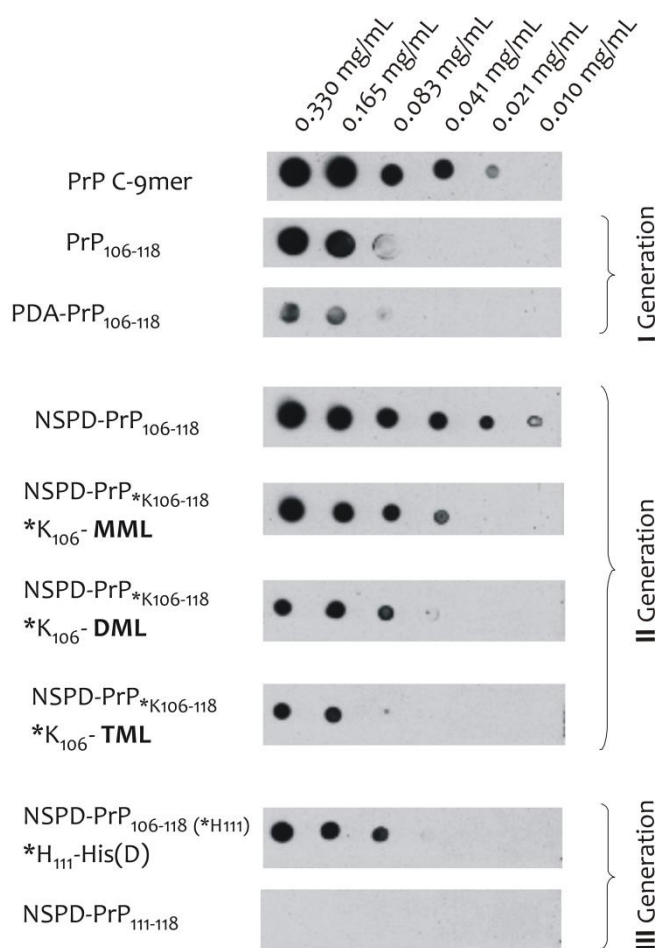 0.330 mg/mL
0.165 mg/mL
0.083 mg/mL
0.041 mg/mL
0.021 mg/mL
0.010 mg/mL
PrP C-9mer
PrP106-118
PDA-PrP106-118
I Generation
NSPD-PrP106-118
NSPD-PrP*K106-118
*K106- MML
NSPD-PrP*K106-118
*K106- DML
NSPD-PrP*K106-118
*K106- TML
II Generation
NSPD-PrP106-118 (*H111)
*H111-His(D)
NSPD-PrP111-118
III Generation